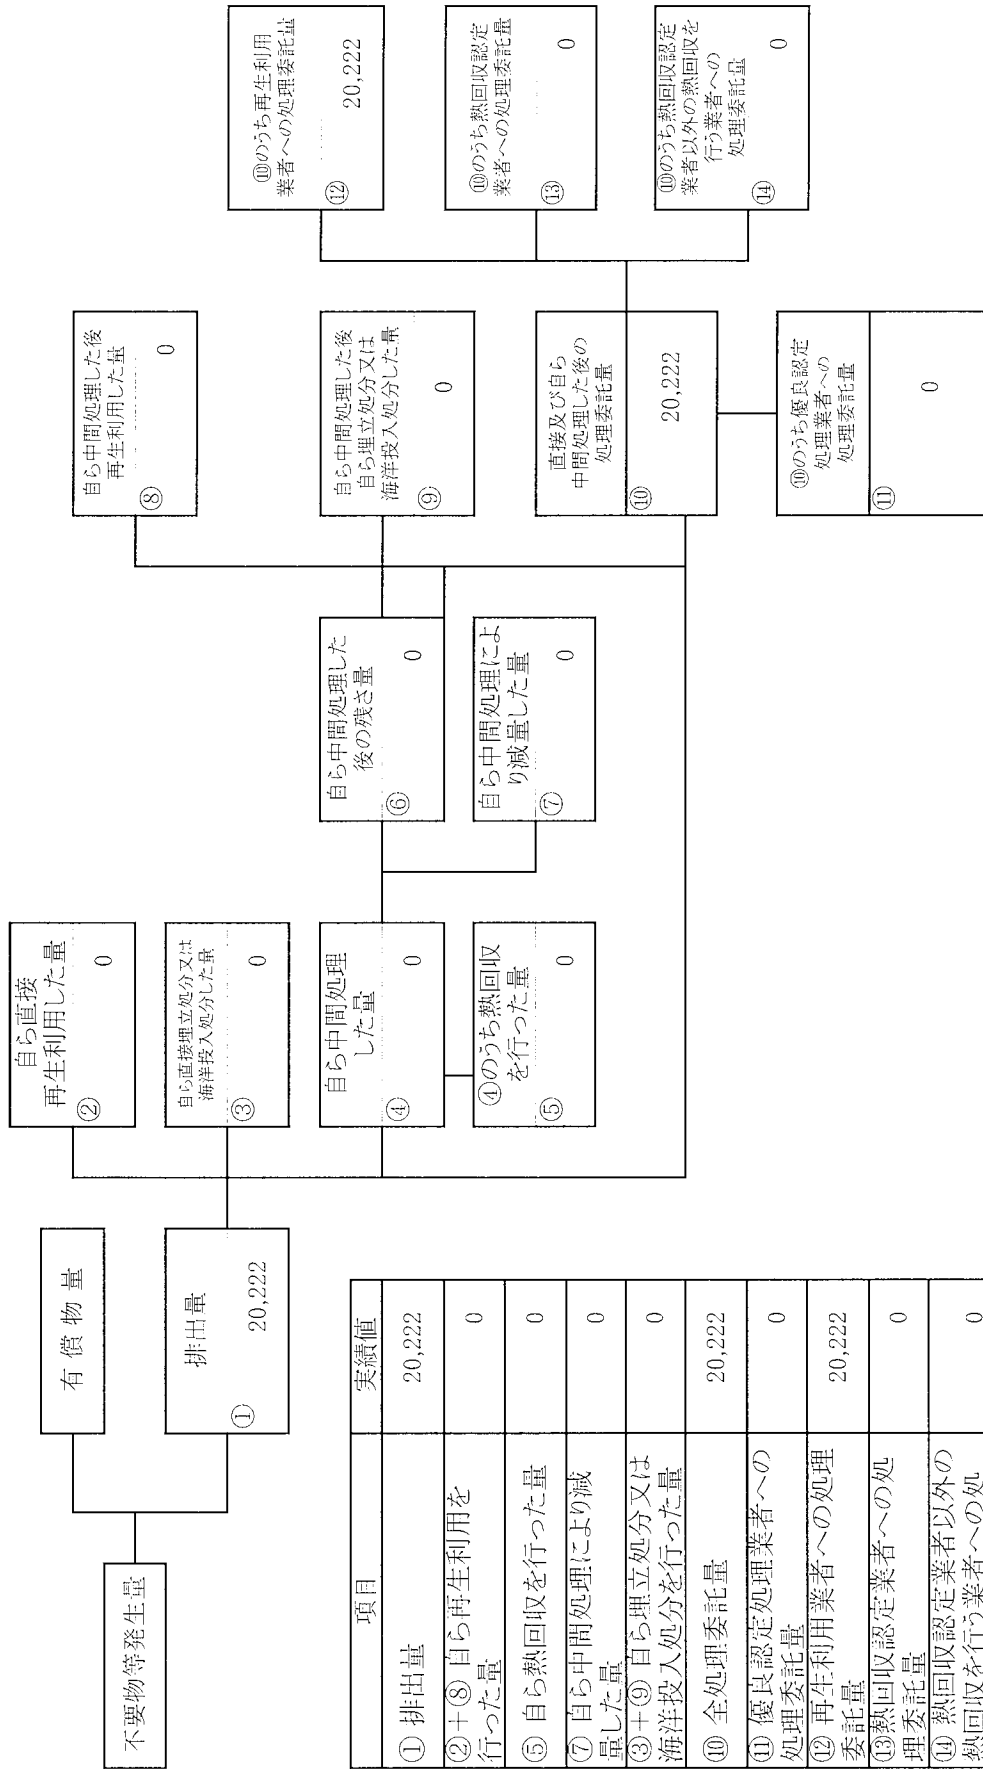 不要物等発生量
有償物量
排出量
①
20,222
自ら直接
再生利用した量
②
0
自ら直接埋立処分又は
海洋投入処分した量
③
0
自ら中間処理
した量
④
0
④のうち熱回収
を行った量
⑤
0
自ら中間処理した
後の残さ量
⑥
0
自ら中間処理によ
り減量した量
⑦
0
自ら中間処理した後
再生利用した量
⑧
0
自ら中間処理した後
自ら埋立処分又は
海洋投入処分した量
⑨
0
直接及び自ら
中間処理した後の
処理委託量
⑩
20,222
⑩のうち優良認定
処理業者への
処理委託量
⑪
0
⑩のうち再生利用
業者への処理委託量
⑫
20,222
⑩のうち熱回収認定
業者への処理委託量
⑬
0
⑩のうち熱回収認定
業者以外の熱回収を
行う業者への
処理委託量
⑭
0
項目 実績値
① 排出量 20,222
②+⑧ 自ら再生利用を
行った量 0
⑤ 自ら熱回収を行った量 0
⑦ 自ら中間処理により減
量した量 0
③+⑨ 自ら埋立処分又は
海洋投入処分を行った量 0
⑩ 全処理委託量 20,222
⑪ 優良認定処理業者への
処理委託量 0
⑫ 再生利用業者への処理
委託量 20,222
⑬熱回収認定業者への処
理委託量 0
⑭ 熱回収認定業者以外の
熱回収を行う業者への処 0